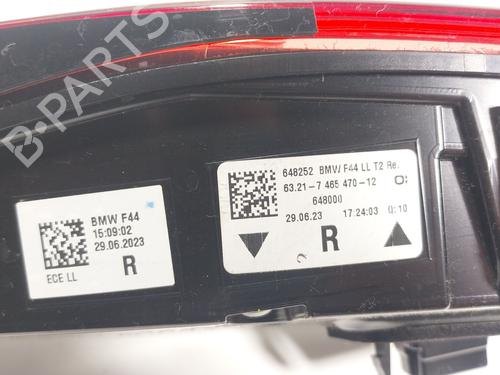 B-PARTS
BMW F44
15:09:02
29.06.2023
ECE LL
R
648252 BMW F44 LL T2 Re.
63.21-7 465 470-12
648000
29.06.23 17:24:03 0:10
R